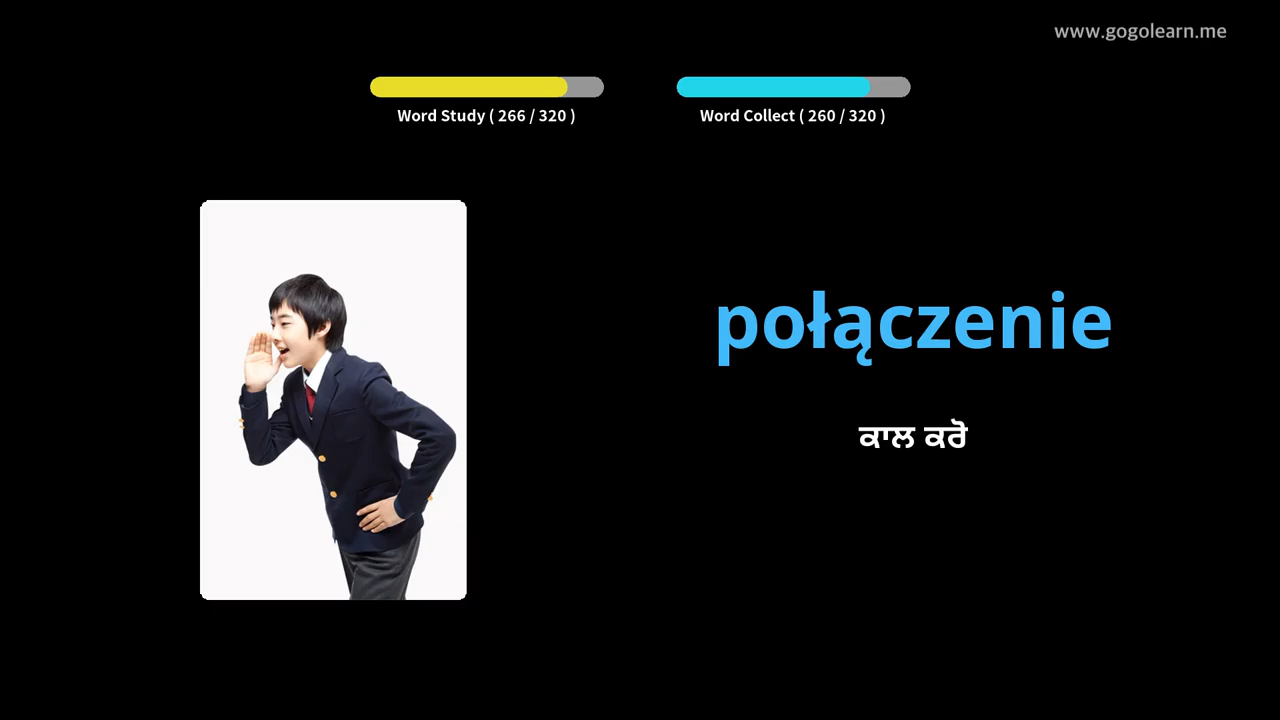 www.gogolearn.me
Word Study ( 266 / 320 )
Word Collect ( 260 / 320 )
połączenie
ਕਾਲ ਕਰੋ